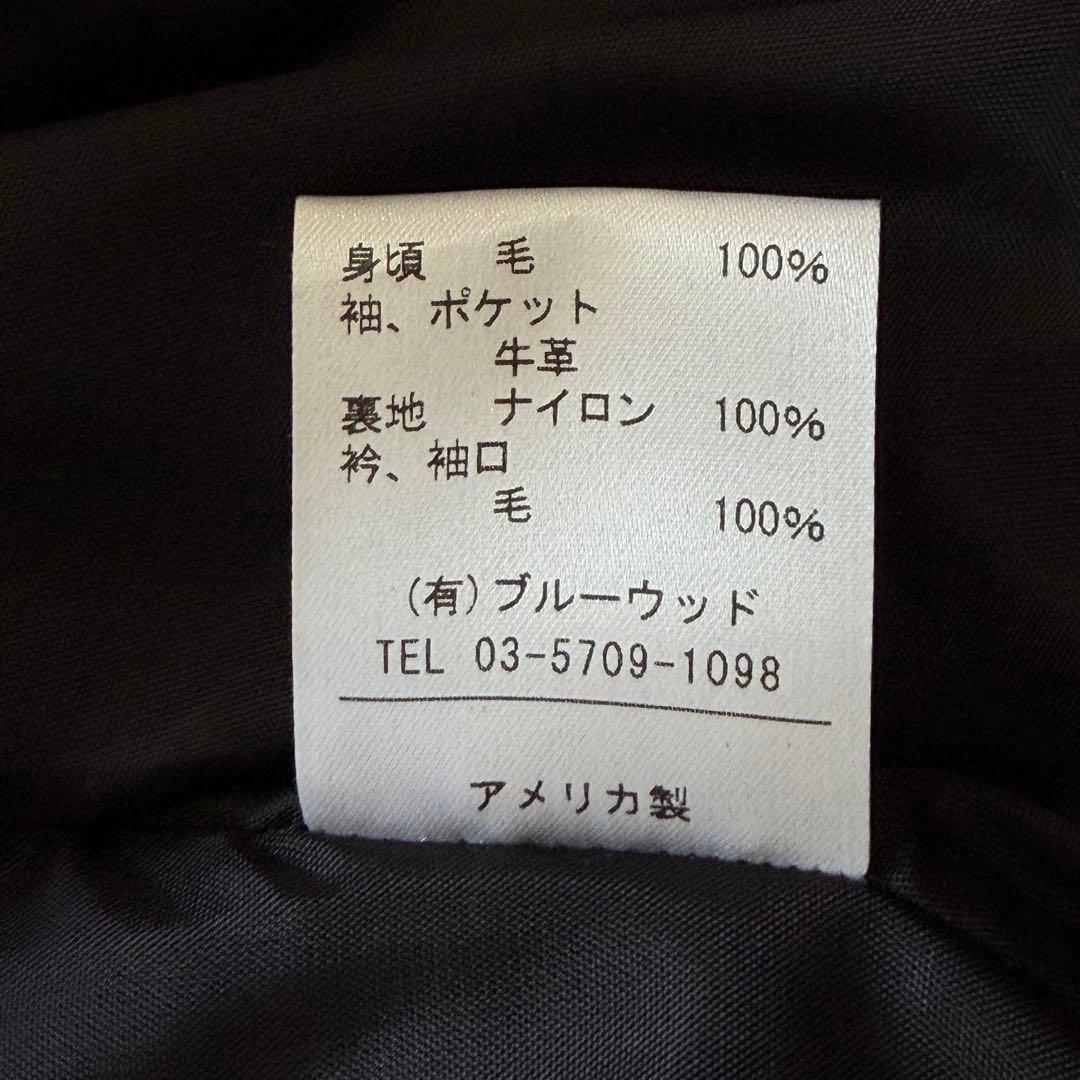 身頃 毛 100%
袖、ポケット
牛革
裏地 ナイロン 100%
衿、袖口
毛 100%
(有)ブルーウッド
TEL 03-5709-1098
アメリカ製